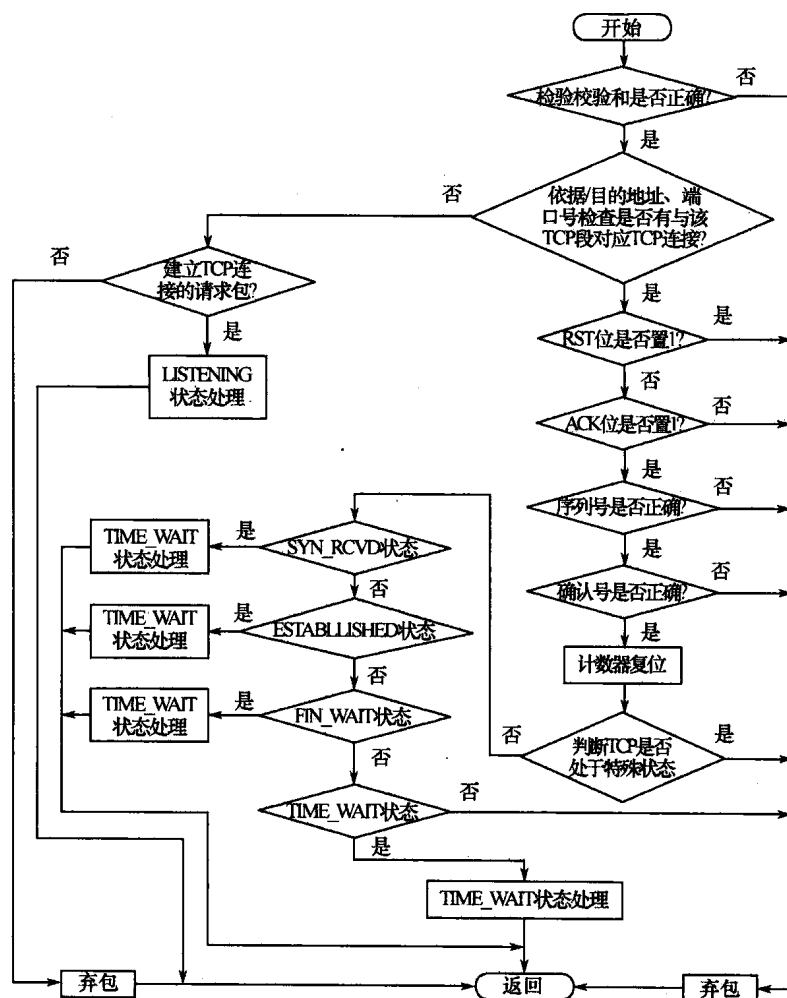 开始
否
检验校验和是否正确?
是
否
依据/目的地址、端
口号检查是否有与该
TCP段对应TCP连接?
否
建立TCP连
接的请求包?
是
是
RST位是否置1?
是
LISTENING
状态处理
否
ACK位是否置1?
否
是
序列号是否正确?
否
TIME_WAIT
状态处理
是
SYN_RCVD状态
是
否
确认号是否正确?
否
TIME_WAIT
状态处理
是
ESTABLLISHED状态
是
计数器复位
否
TIME_WAIT
状态处理
是
FIN_WAIT状态
否
判断TCP是否
处于特殊状态
是
否
TIME_WAIT状态
否
是
TIME_WAIT状态处理
弃包
返回
弃包